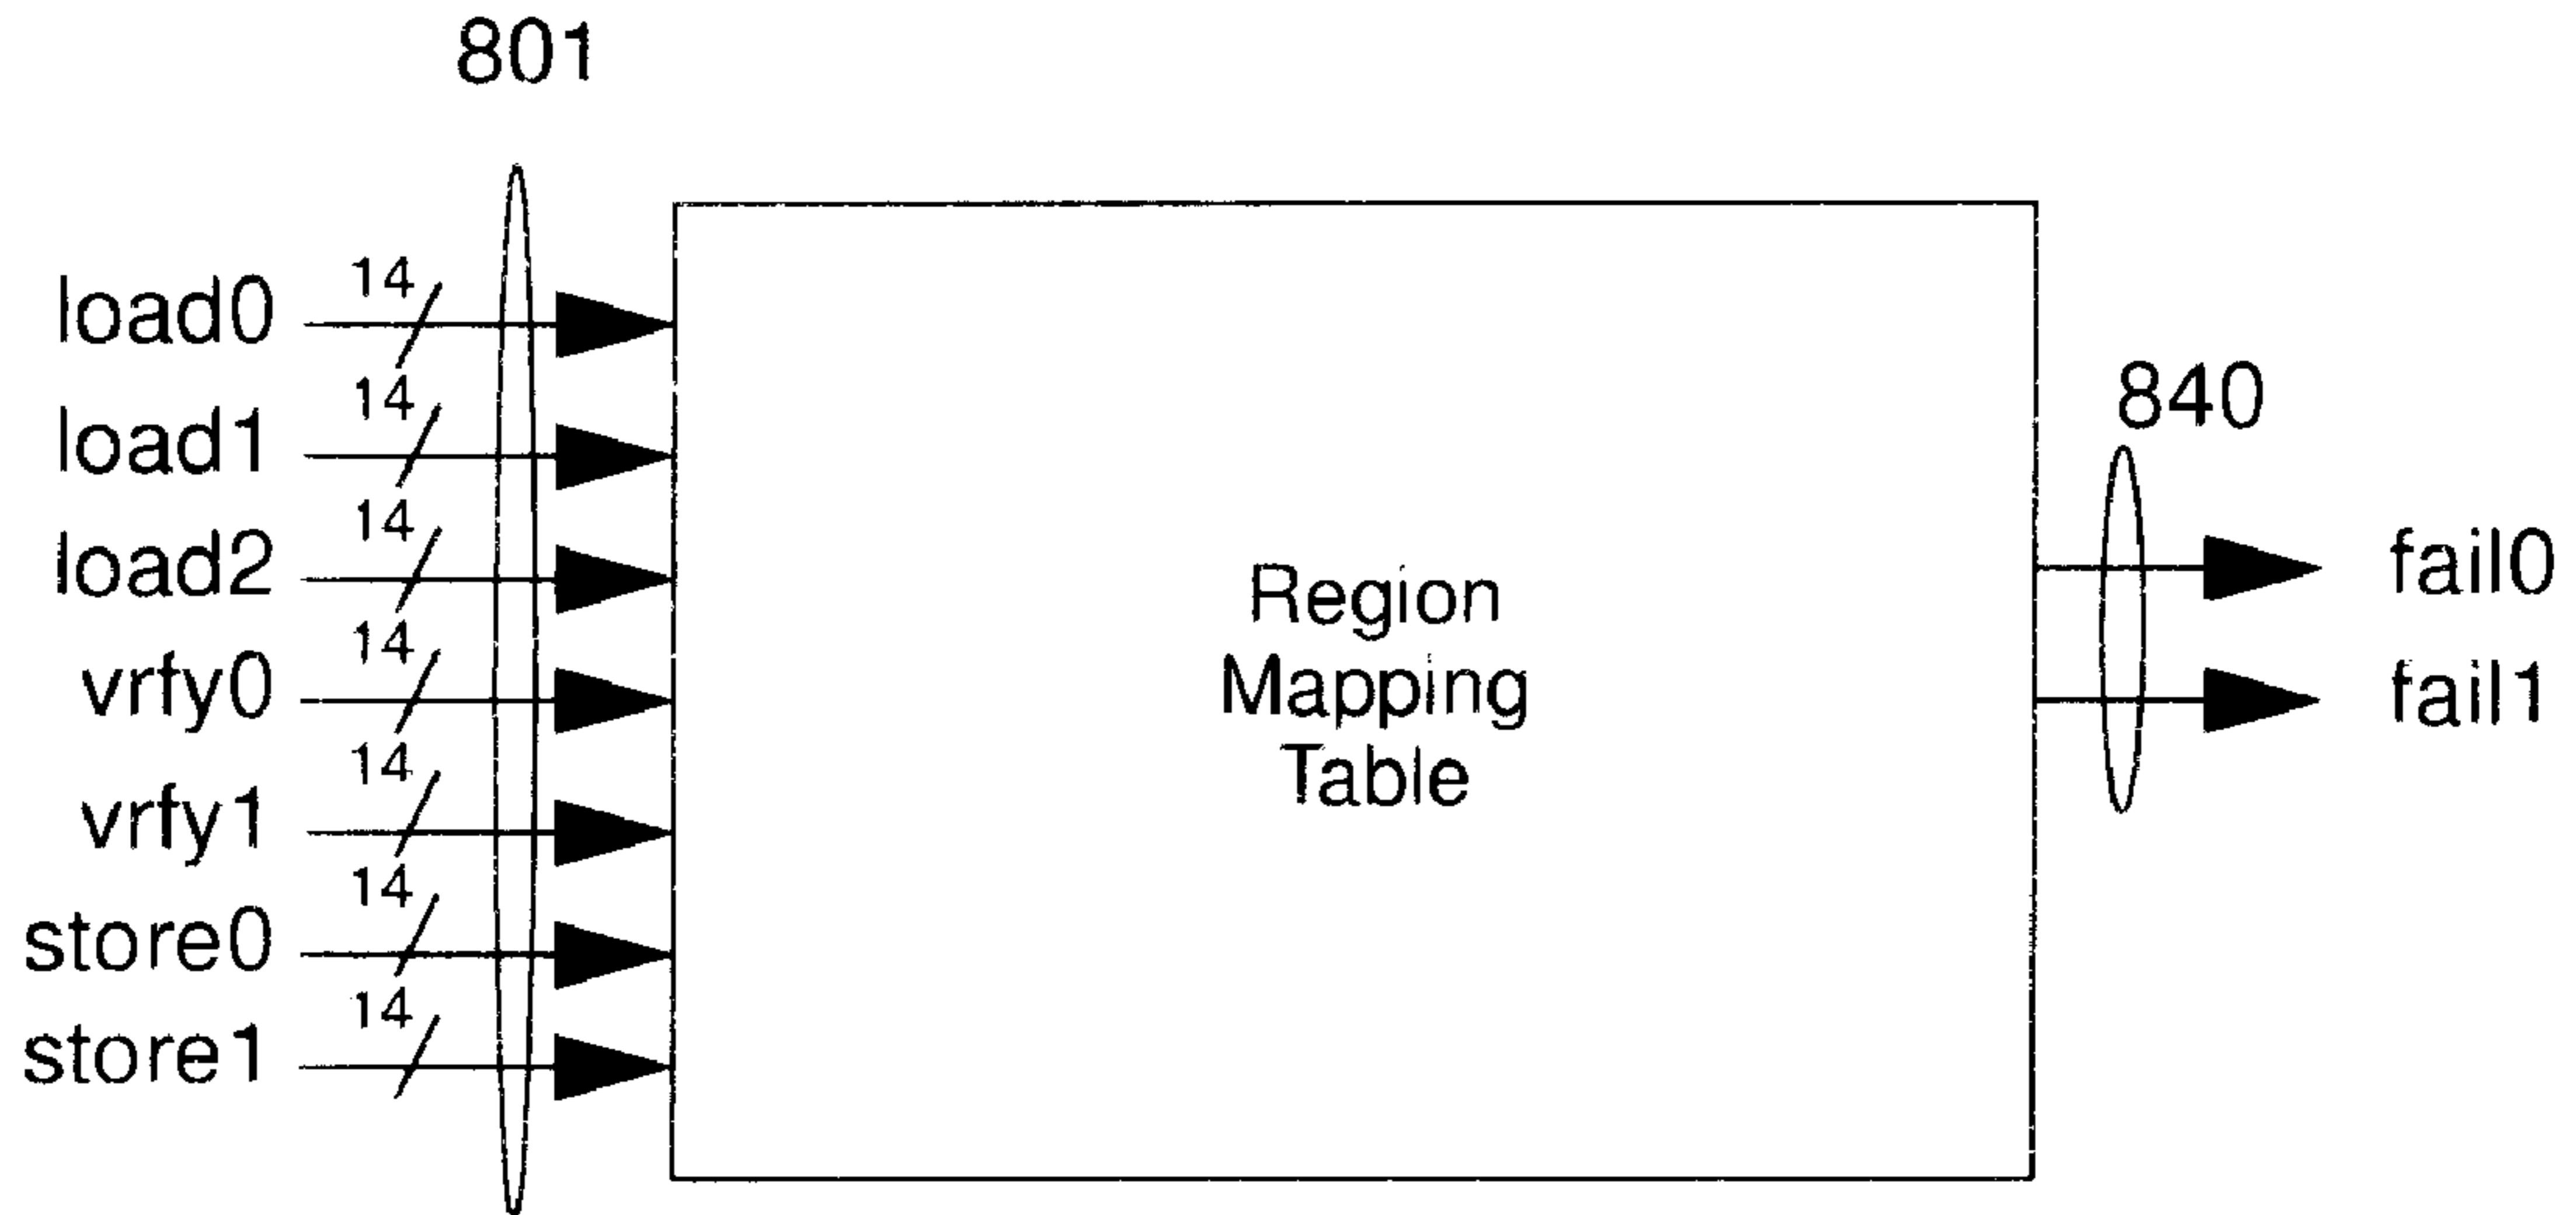 801
load0 14
load1 14
load2 14
vrfy0 14
vrfy1 14
store0 14
store1 14
Region
Mapping
Table
840
fail0
fail1